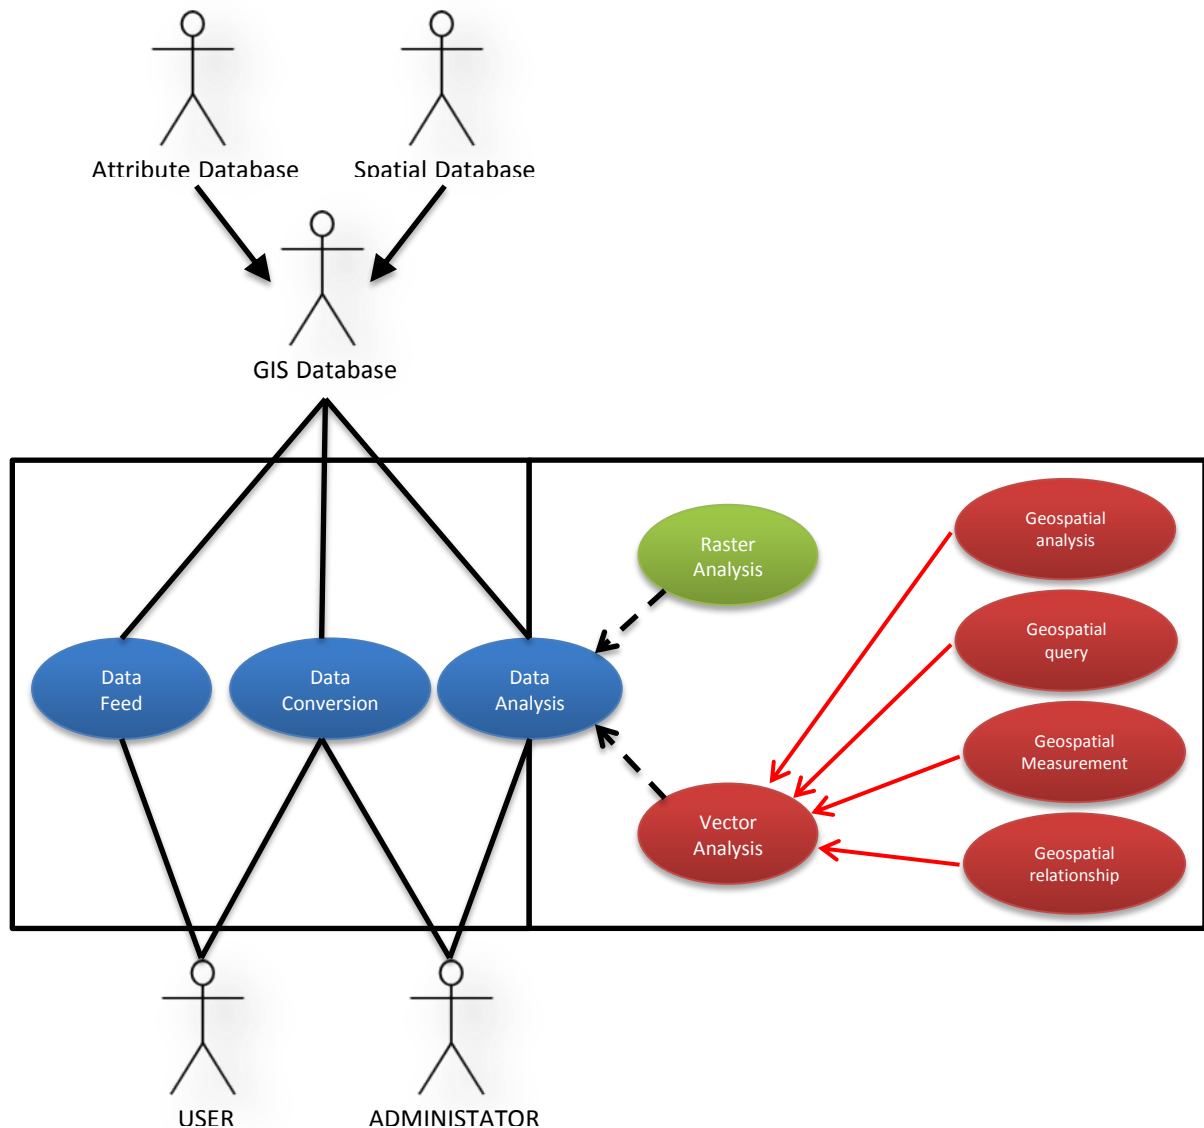 Attribute Database
Spatial Database
GIS Database
Raster
Analysis
Geospatial
analysis
Geospatial
query
Data
Feed
Data
Conversion
Data
Analysis
Geospatial
Measurement
Vector
Analysis
Geospatial
relationship
USER
ADMINISTATOR